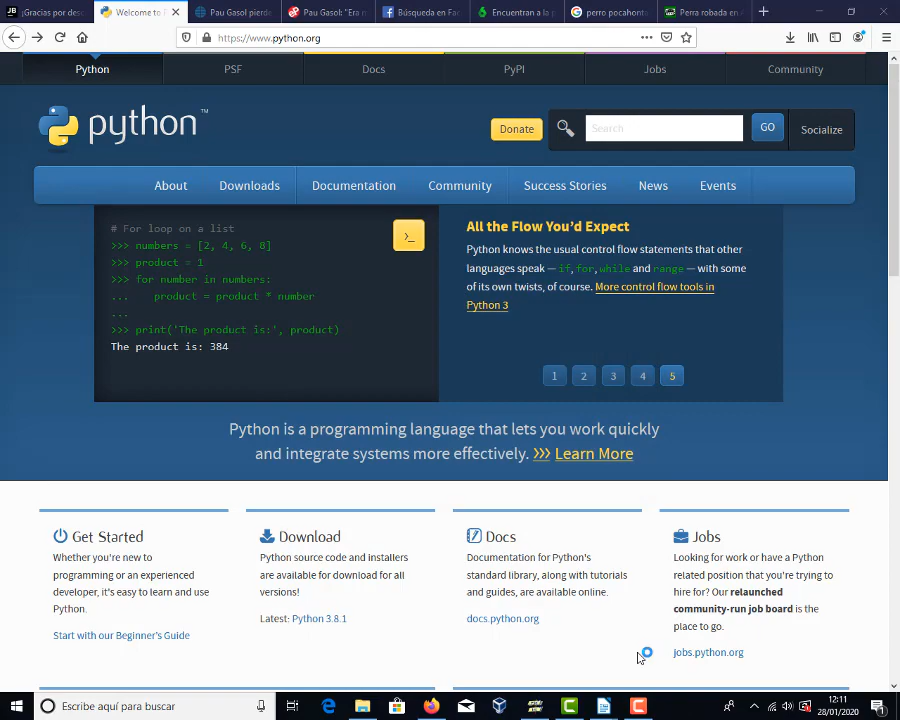 JB ¡Gracias por desc
Welcome to P
Pau Gasol pierde
Pau Gasol: "Era n
Búsqueda en Fac
Encuentran a la p
perro pocahonta
Perra robada en
https://www.python.org
Python PSF Docs PyPI Jobs Community
python™
Donate Search GO Socialize
About Downloads Documentation Community Success Stories News Events
# For loop on a list
>>> numbers = [2, 4, 6, 8]
>>> product = 1
>>> for number in numbers:
... product = product * number
...
>>> print('The product is:', product)
The product is: 384
>_
All the Flow You'd Expect
Python knows the usual control flow statements that other
languages speak — if, for, while and range — with some
of its own twists, of course. More control flow tools in
Python 3
1 2 3 4 5
Python is a programming language that lets you work quickly
and integrate systems more effectively. >>> Learn More
Get Started
Whether you're new to
programming or an experienced
developer, it's easy to learn and use
Python.
Start with our Beginner's Guide
Download
Python source code and installers
are available for download for all
versions!
Latest: Python 3.8.1
Docs
Documentation for Python's
standard library, along with tutorials
and guides, are available online.
docs.python.org
Jobs
Looking for work or have a Python
related position that you're trying to
hire for? Our relaunched
community-run job board is the
place to go.
jobs.python.org
Escribe aquí para buscar
12:11
28/01/2020
1